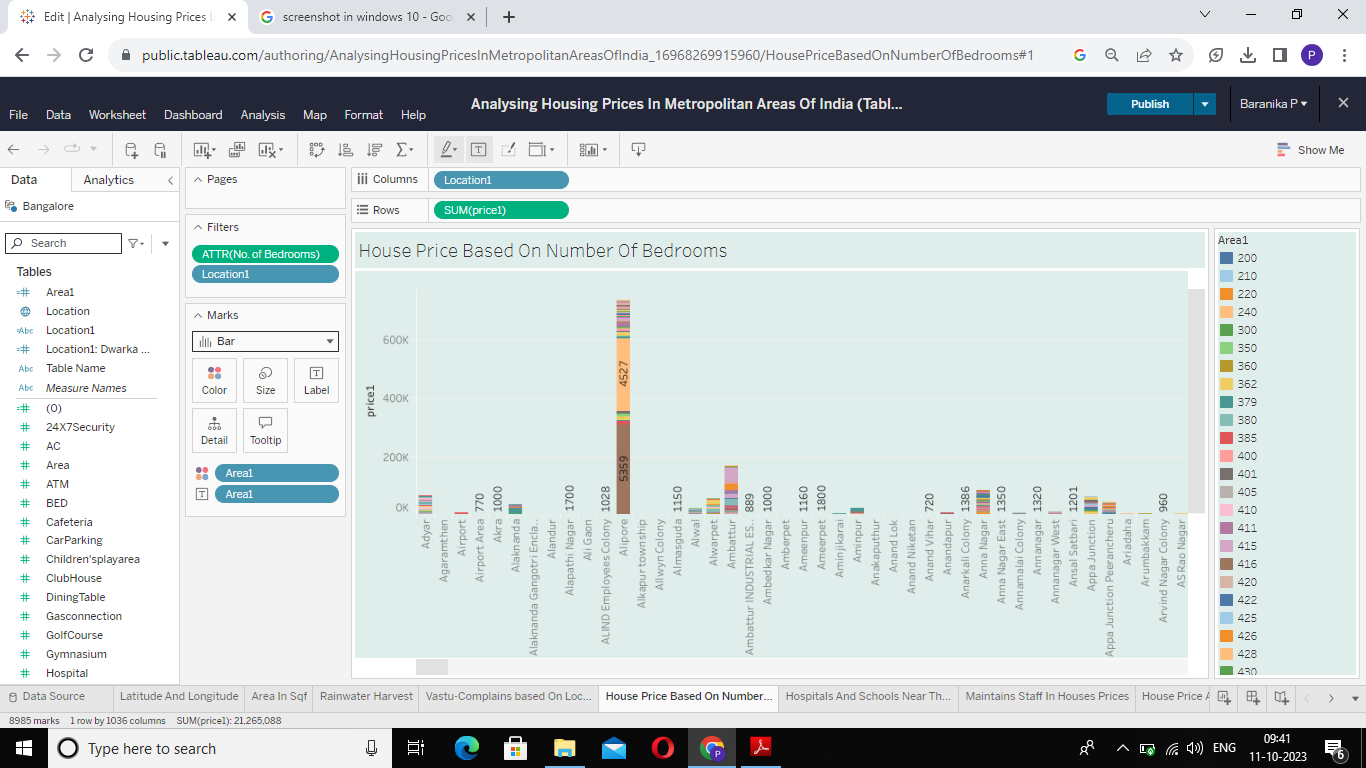 Edit | Analysing Housing Prices I
screenshot in windows 10 - Goo
public.tableau.com/authoring/AnalysingHousingPricesInMetropolitanAreasOfIndia_16968269915960/HousePriceBasedOnNumberOfBedrooms#1
P
Analysing Housing Prices In Metropolitan Areas Of India (Tabl...
Publish
Baranika P
File Data Worksheet Dashboard Analysis Map Format Help
Show Me
Data Analytics
Bangalore
Search
Tables
Area1
Location
Location1
Location1: Dwarka ...
Table Name
Measure Names
(0)
24X7Security
AC
Area
ATM
BED
Cafeteria
CarParking
Children'splayarea
ClubHouse
DiningTable
Gasconnection
GolfCourse
Gymnasium
Hospital
Abc
Abc
Abc
Pages
Filters
ATTR(No. of Bedrooms)
Location1
Marks
Bar
Color Size Label
Detail Tooltip
Area1
Area1
Columns Location1
Rows SUM(price1)
House Price Based On Number Of Bedrooms
price1
600K
400K
200K
0K
770
1000
1700
1028
4527
5359
1150
889
1000
1160
1800
720
1386
1350
1320
1201
960
Adyar
Agaramthen
Airport
Airport Area
Akra
Alaknanda
Alaknanda Gangotri Encla..
Alandur
Alapathi Nagar
Ali Gaon
ALIND Employees Colony
Alipore
Alkapur township
Allwyn Colony
Almasguda
Alwal
Alwarpet
Ambattur
Ambattur INDUSTRIAL ES..
Ambedkar Nagar
Amberpet
Ameenpur
Ameerpet
Aminjikarai
Aminpur
Anakaputhur
Anand Lok
Anand Niketan
Anand Vihar
Anandapur
Anarkali Colony
Anna Nagar
Anna Nagar East
Annamalai Colony
Annanagar
Annanagar West
Ansal Satbari
Appa Junction
Appa Junction Peerancheru
Ariadaha
Arumbakkam
Arvind Nagar Colony
AS Rao Nagar
Area1
200
210
220
240
300
350
360
362
379
380
385
400
401
405
410
411
415
416
420
422
425
426
428
430
Data Source Latitude And Longitude Area In Sqf Rainwater Harvest Vastu-Complains based On Loc... House Price Based On Number... Hospitals And Schools Near Th... Maintains Staff In Houses Prices House Price A
8985 marks 1 row by 1036 columns SUM(price1): 21,265,088
Type here to search
P
ENG
09:41
11-10-2023
6